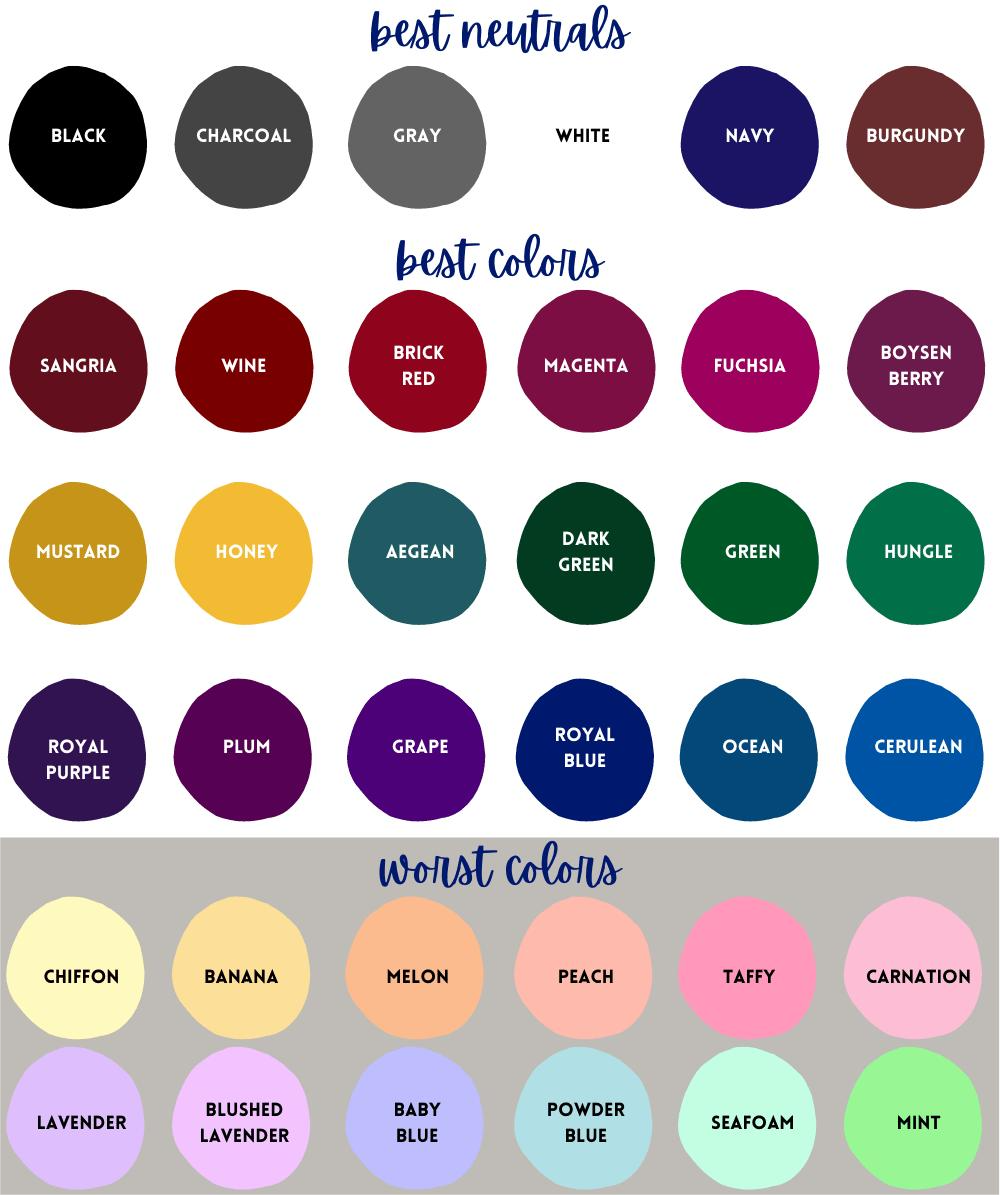 best neutrals
BLACK
CHARCOAL
GRAY
WHITE
NAVY
BURGUNDY
best colors
SANGRIA
WINE
BRICK
RED
MAGENTA
FUCHSIA
BOYSEN
BERRY
MUSTARD
HONEY
AEGEAN
DARK
GREEN
GREEN
HUNGLE
ROYAL
PURPLE
PLUM
GRAPE
ROYAL
BLUE
OCEAN
CERULEAN
worst colors
CHIFFON
BANANA
MELON
PEACH
TAFFY
CARNATION
LAVENDER
BLUSHED
LAVENDER
BABY
BLUE
POWDER
BLUE
SEAFOAM
MINT